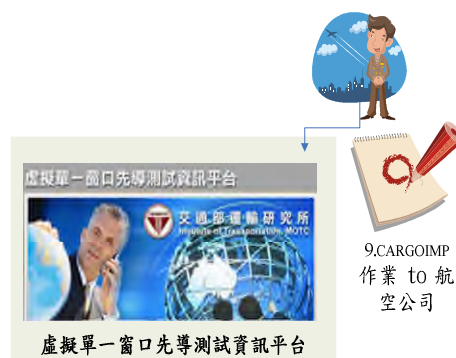 虛擬單一窗口先導測試資訊平台
交通部運輸研究所
Institute of Transportation, MOTC
9.CARGOIMP
作業 to 航
空公司
虛擬單一窗口先導測試資訊平台